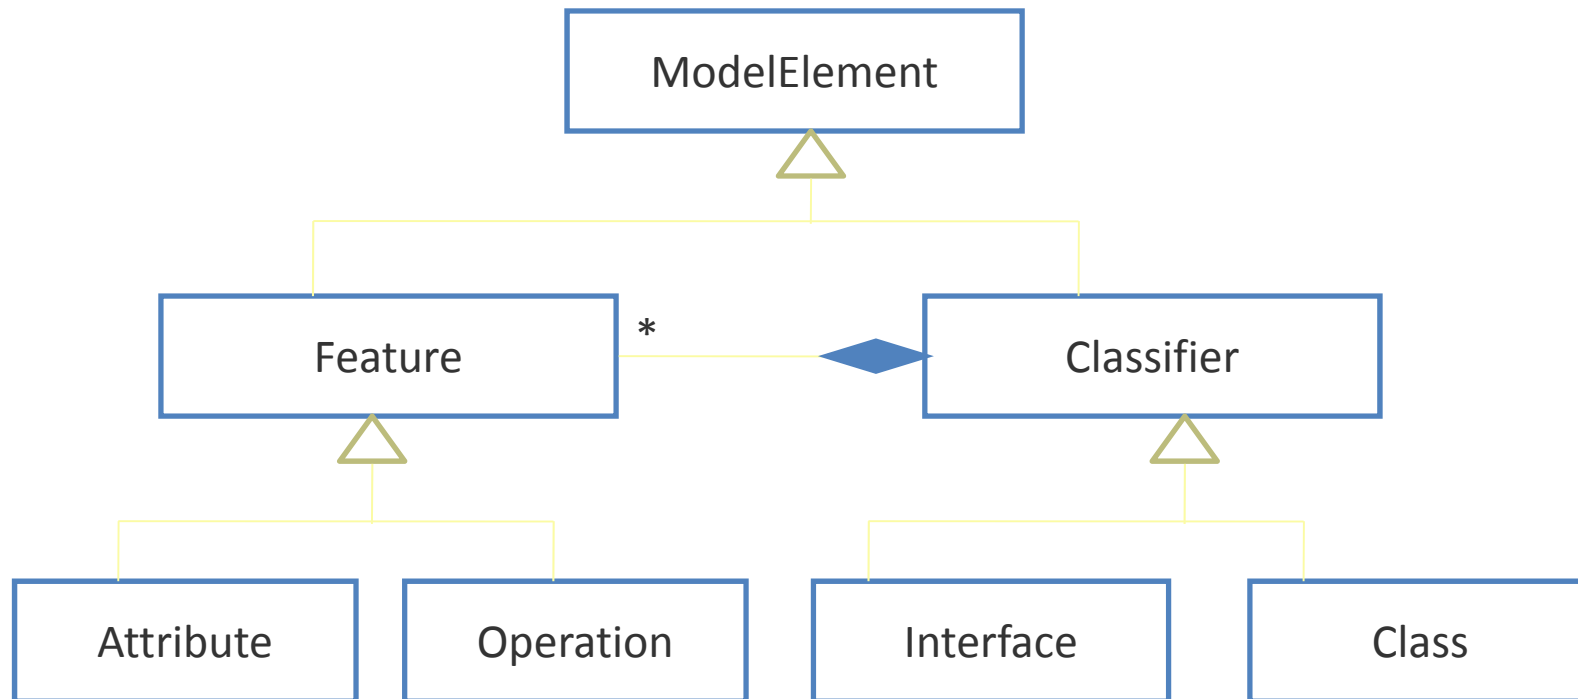 ModelElement
*
Feature
Classifier
Attribute
Operation
Interface
Class